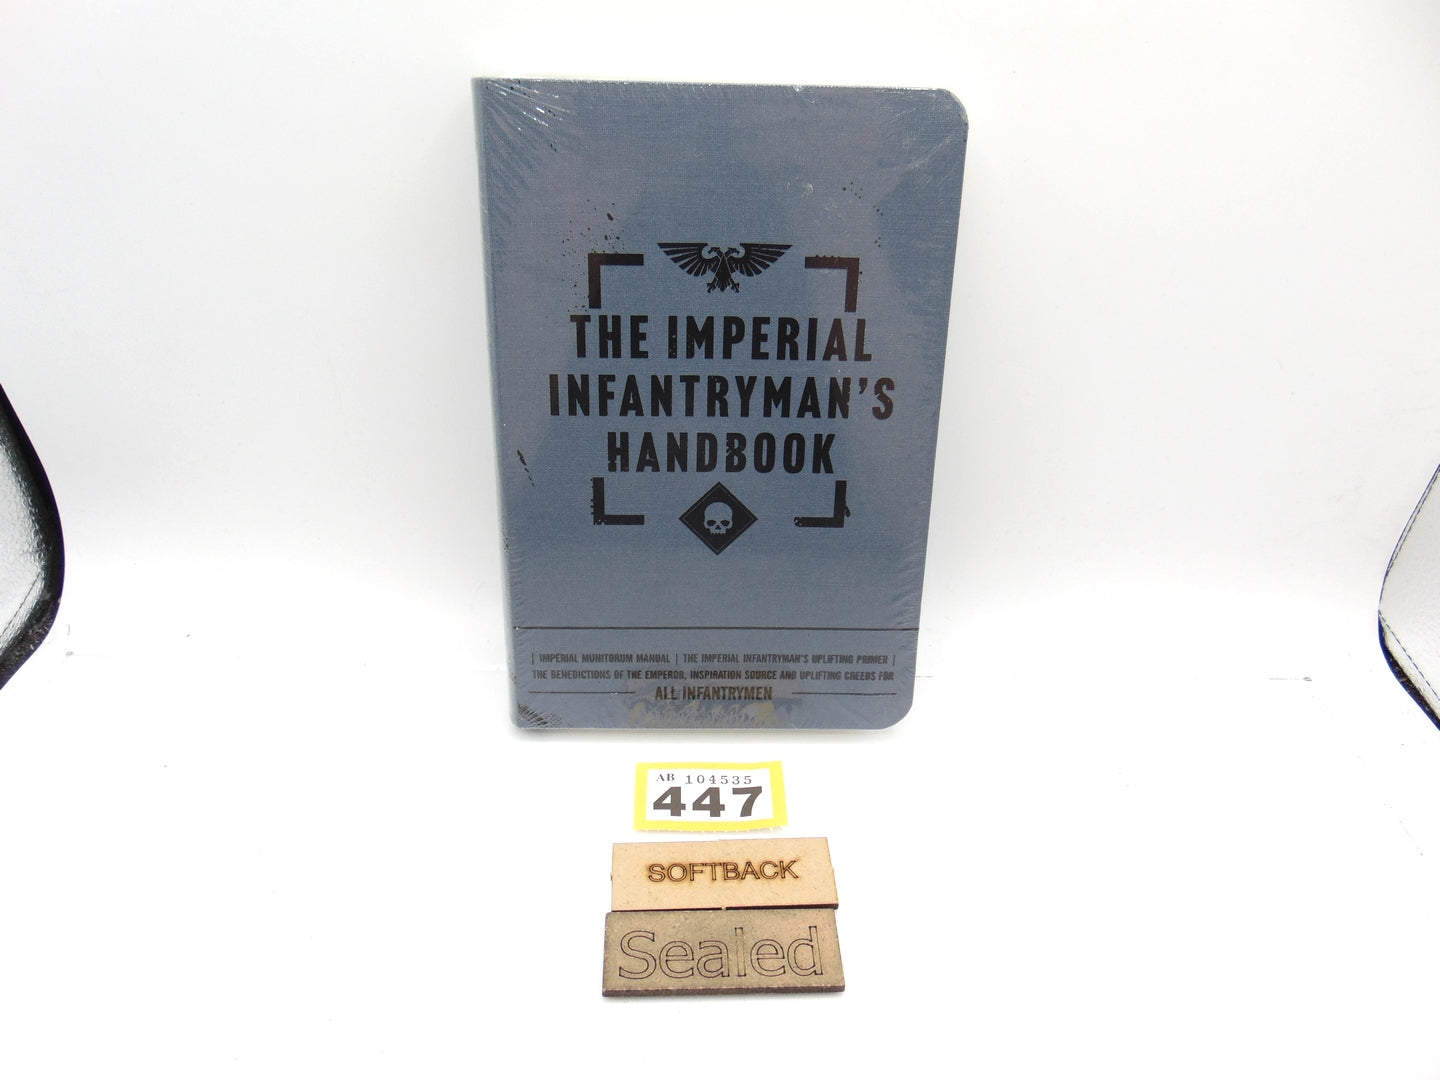 THE IMPERIAL
INFANTRYMAN'S
HANDBOOK
| IMPERIAL MUNITORUM MANUAL | THE IMPERIAL INFANTRYMAN'S UPLIFTING PRIMER |
THE BENEDICTIONS OF THE EMPEROR, INSPIRATION SOURCE AND UPLIFTING CREEDS FOR
ALL INFANTRYMEN
AB 104535
447
SOFTBACK
Sealed